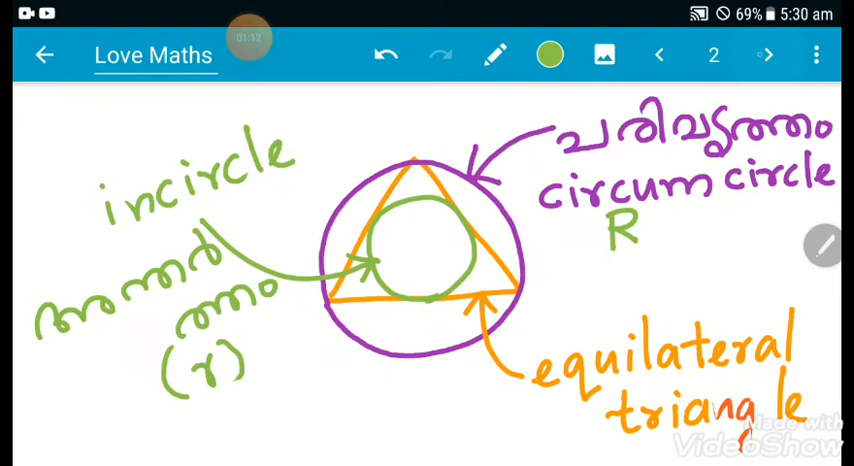 69% 5:30 am
Love Maths
01:12
2
incircle
അന്തർ
ത്തം
(r)
പരിവൃത്തം
circum circle
R
equilateral
triangle
Made with
VideoShow